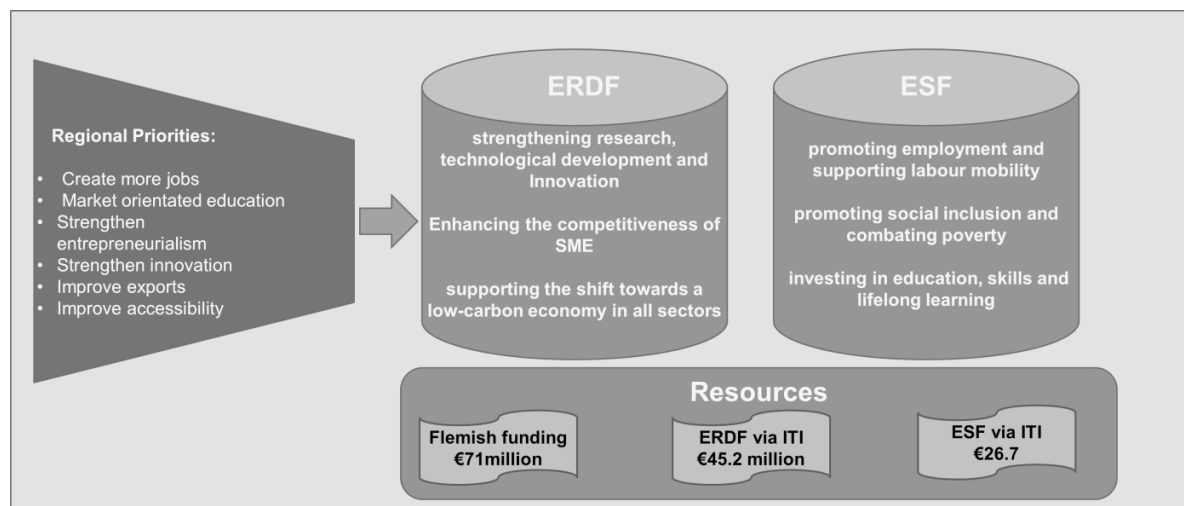 Regional Priorities:
• Create more jobs
• Market orientated education
• Strengthen
entrepreneurialism
• Strengthen innovation
• Improve exports
• Improve accessibility
ERDF
strengthening research,
technological development and
Innovation
Enhancing the competitiveness of
SME
supporting the shift towards a
low-carbon economy in all sectors
ESF
promoting employment and
supporting labour mobility
promoting social inclusion and
combating poverty
investing in education, skills and
lifelong learning
Resources
Flemish funding
€71million
ERDF via ITI
€45.2 million
ESF via ITI
€26.7